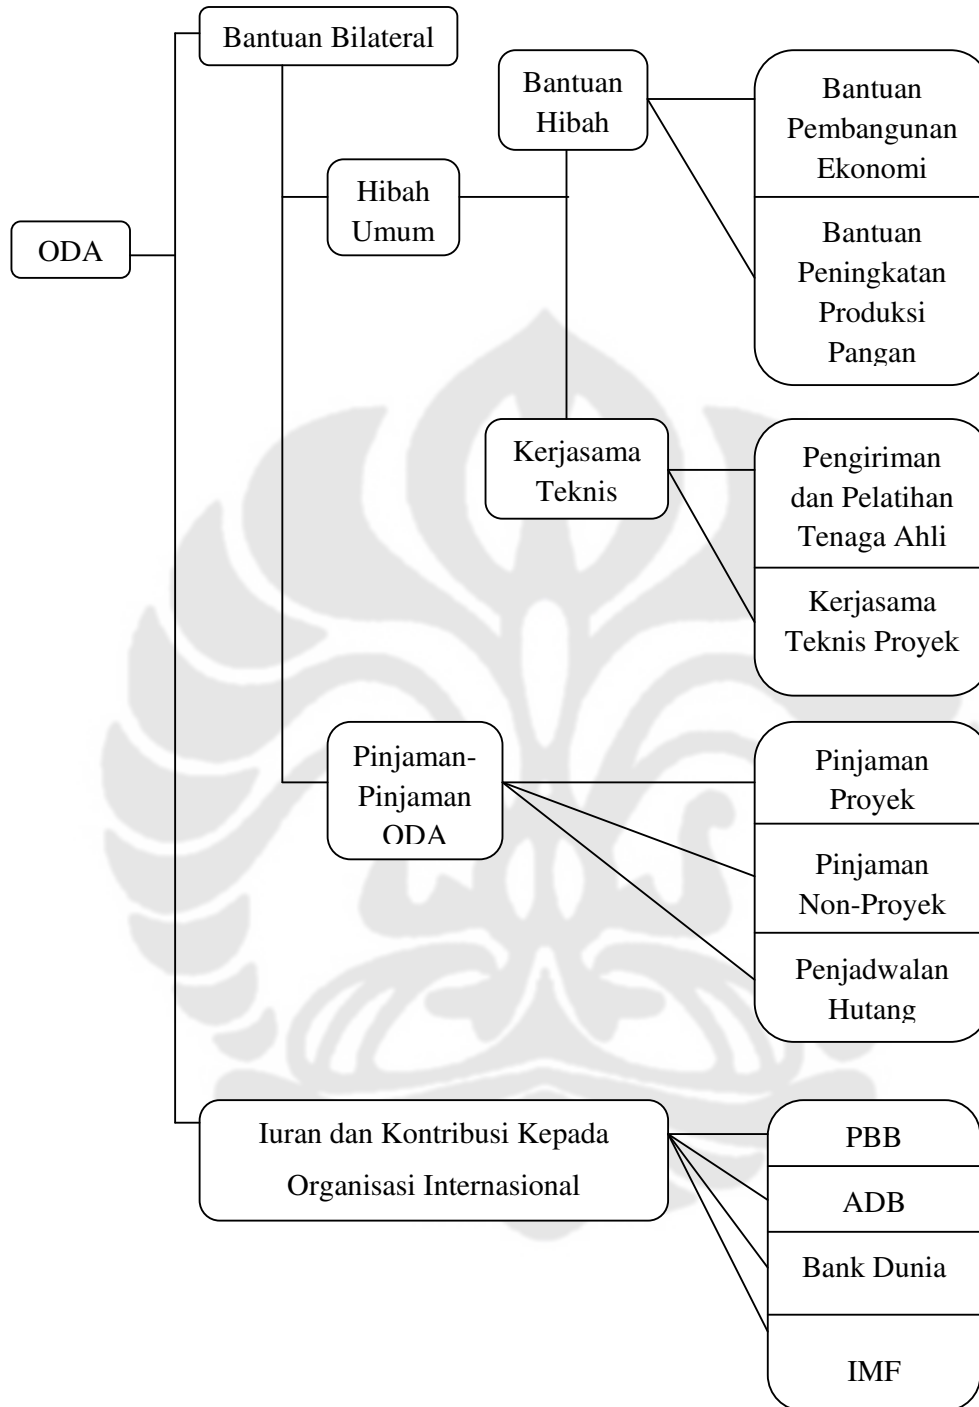 Bantuan Bilateral
Bantuan
Hibah
Bantuan
Pembangunan
Ekonomi
Hibah
Umum
ODA
Bantuan
Peningkatan
Produksi
Pangan
Kerjasama
Teknis
Pengiriman
dan Pelatihan
Tenaga Ahli
Kerjasama
Teknis Proyek
Pinjaman-
Pinjaman
ODA
Pinjaman
Proyek
Pinjaman
Non-Proyek
Penjadwalan
Hutang
Iuran dan Kontribusi Kepada
Organisasi Internasional
PBB
ADB
Bank Dunia
IMF